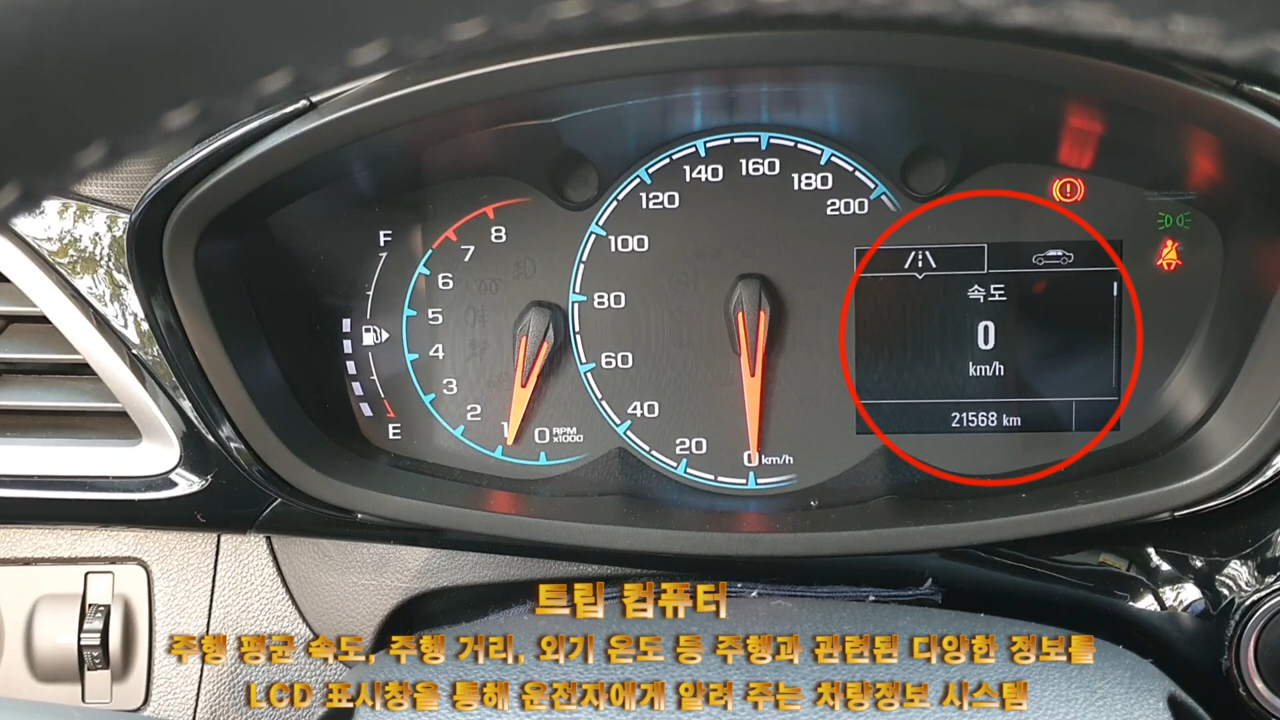 F
E
8
7
6
5
4
3
2
1
0 RPM x1000
200
180
160
140
120
100
80
60
40
20
0 km/h
속도
0
km/h
21568 km
트립 컴퓨터
주행 평균 속도, 주행 거리, 외기 온도 등 주행과 관련된 다양한 정보를
LCD 표시창을 통해 운전자에게 알려 주는 차량정보 시스템